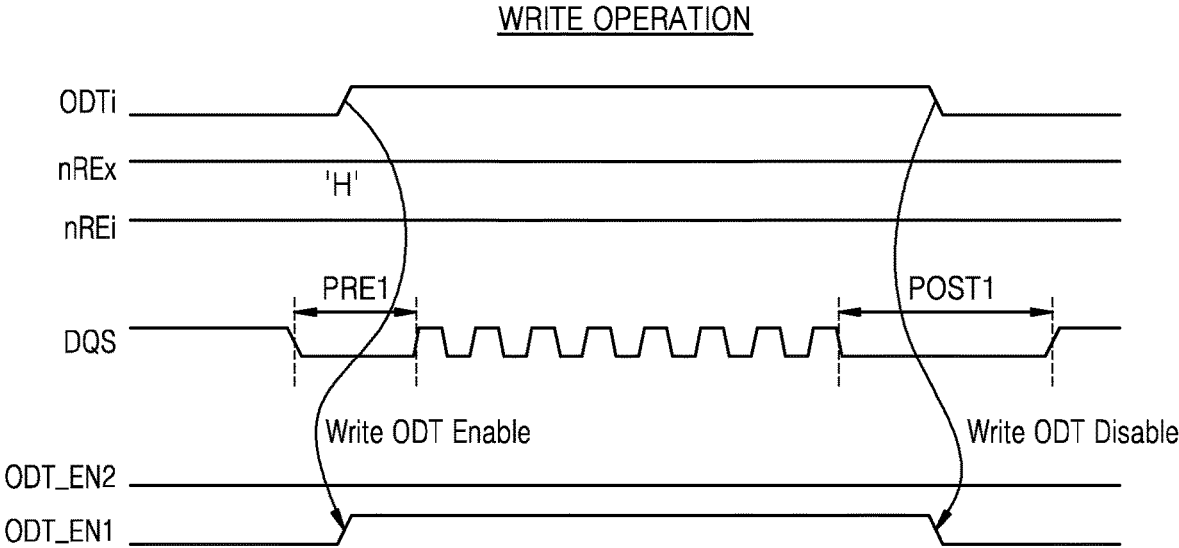 WRITE OPERATION
ODTi
nREx
'H'
nREi
PRE1
POST1
DQS
Write ODT Enable
Write ODT Disable
ODT_EN2
ODT_EN1